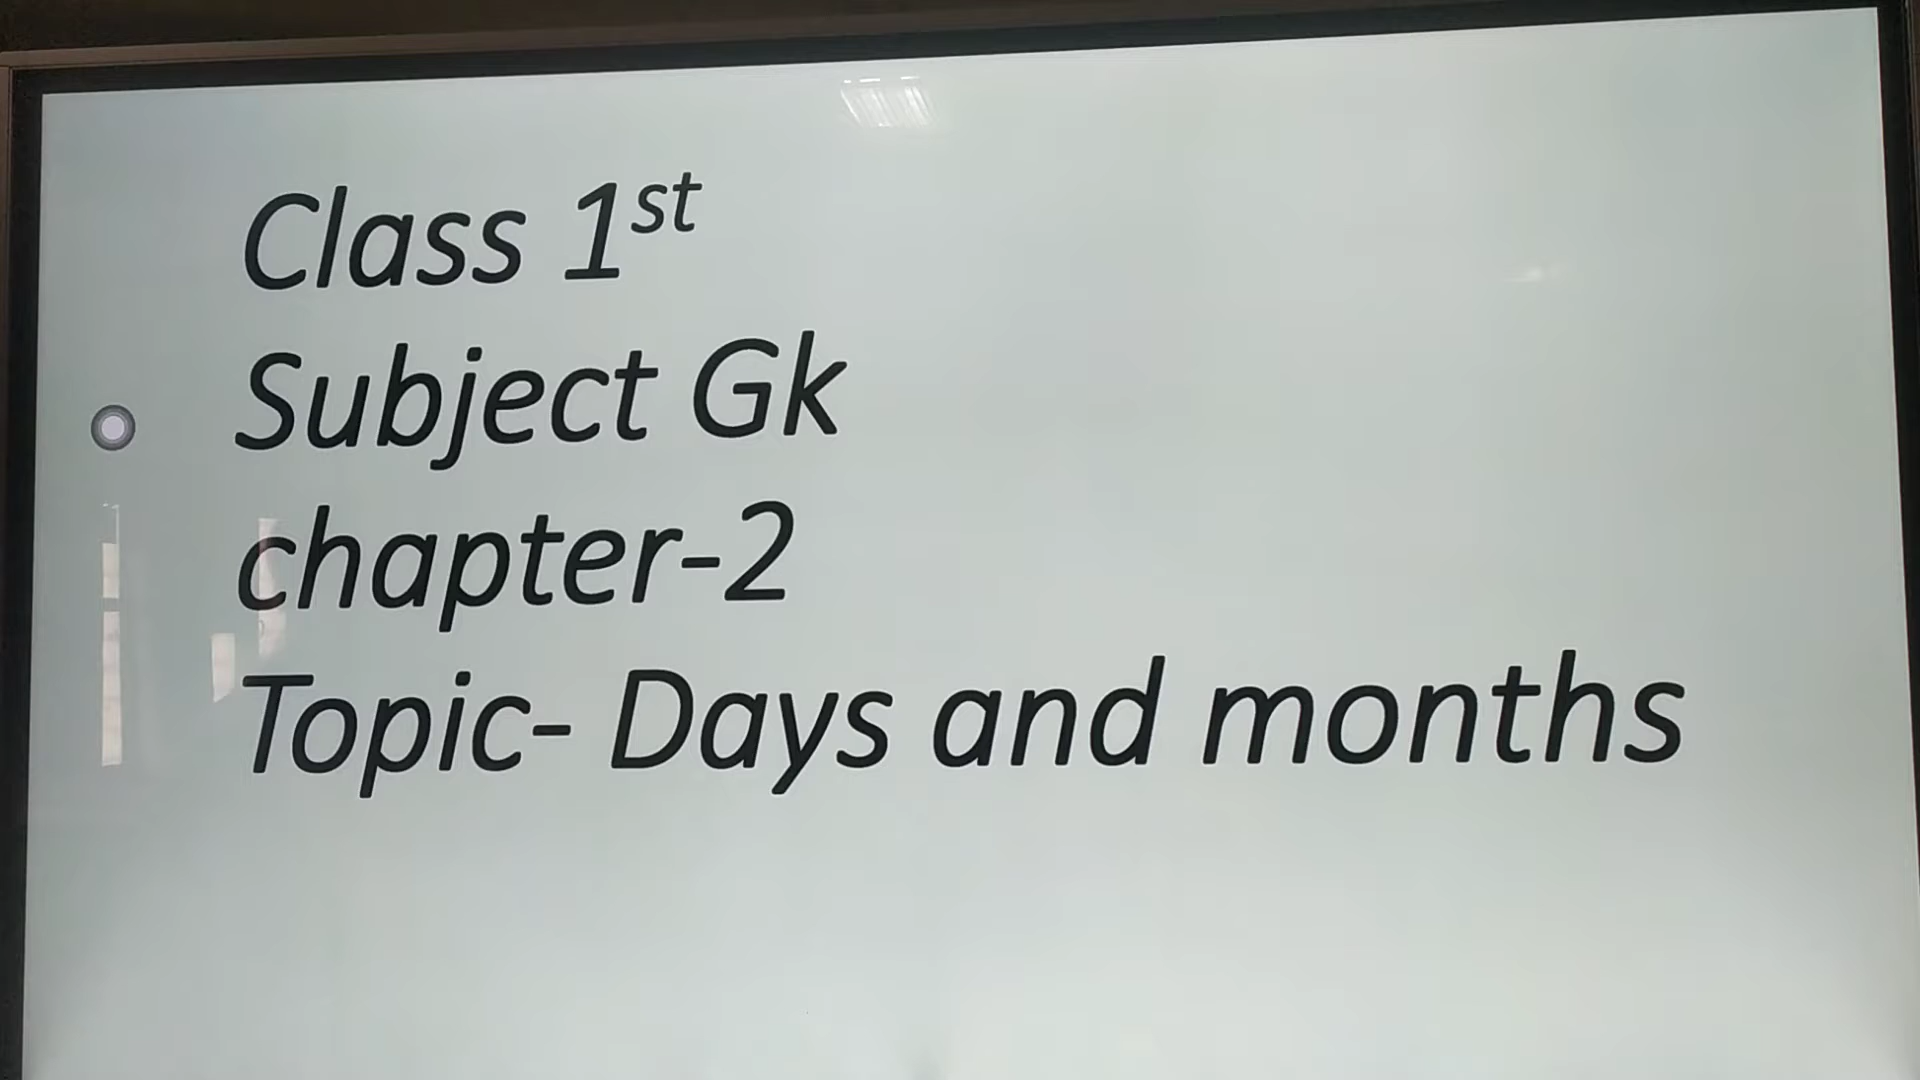 Class 1st
Subject Gk
chapter-2
Topic- Days and months